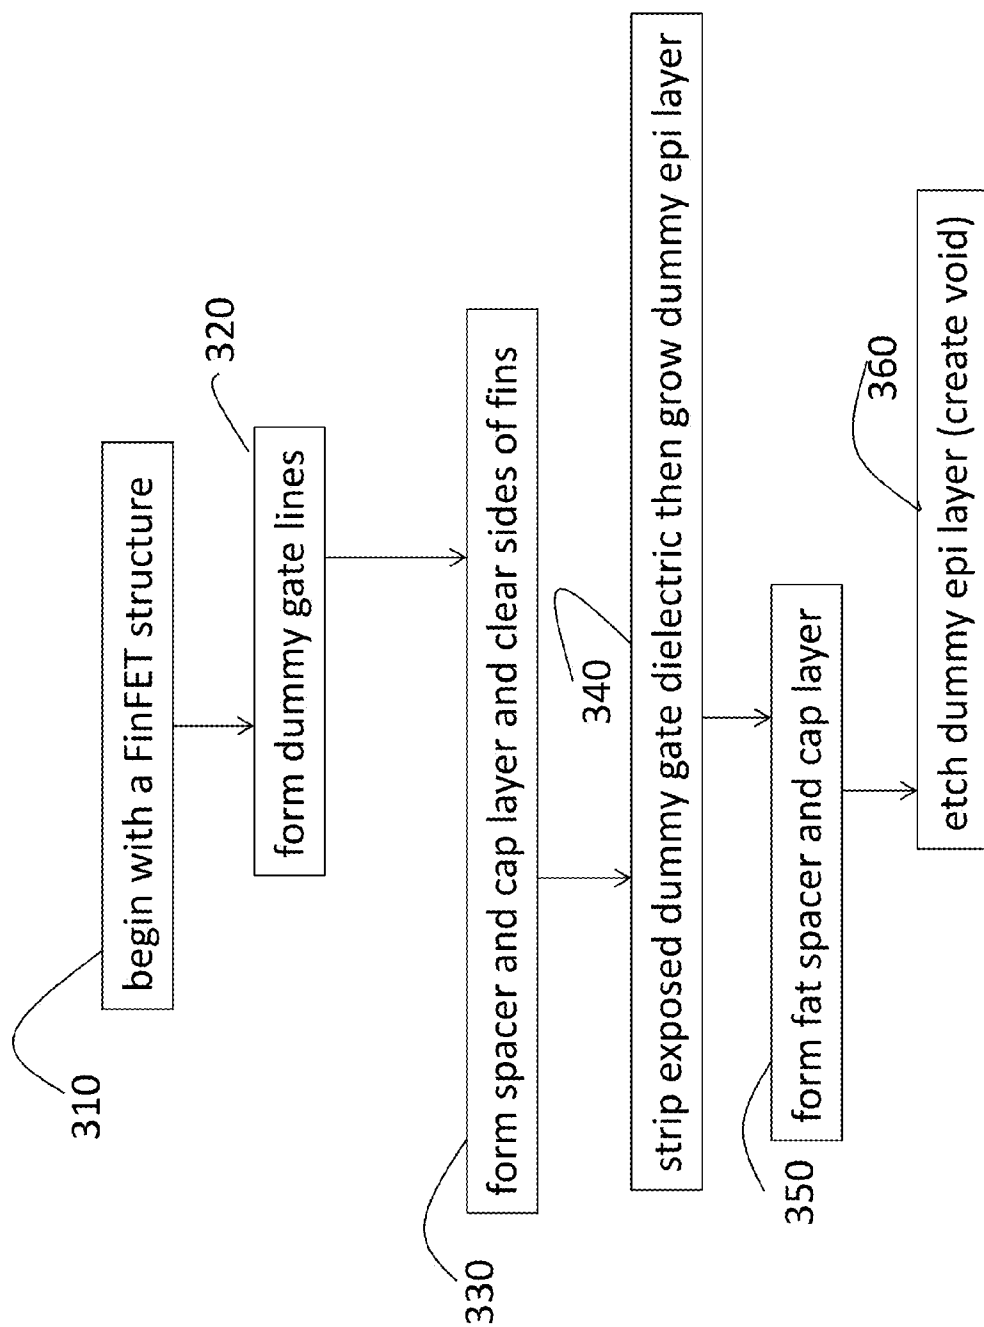 310
begin with a FinFET structure
320
form dummy gate lines
330
form spacer and cap layer and clear sides of fins
340
strip exposed dummy gate dielectric then grow dummy epi layer
350
form fat spacer and cap layer
360
etch dummy epi layer (create void)